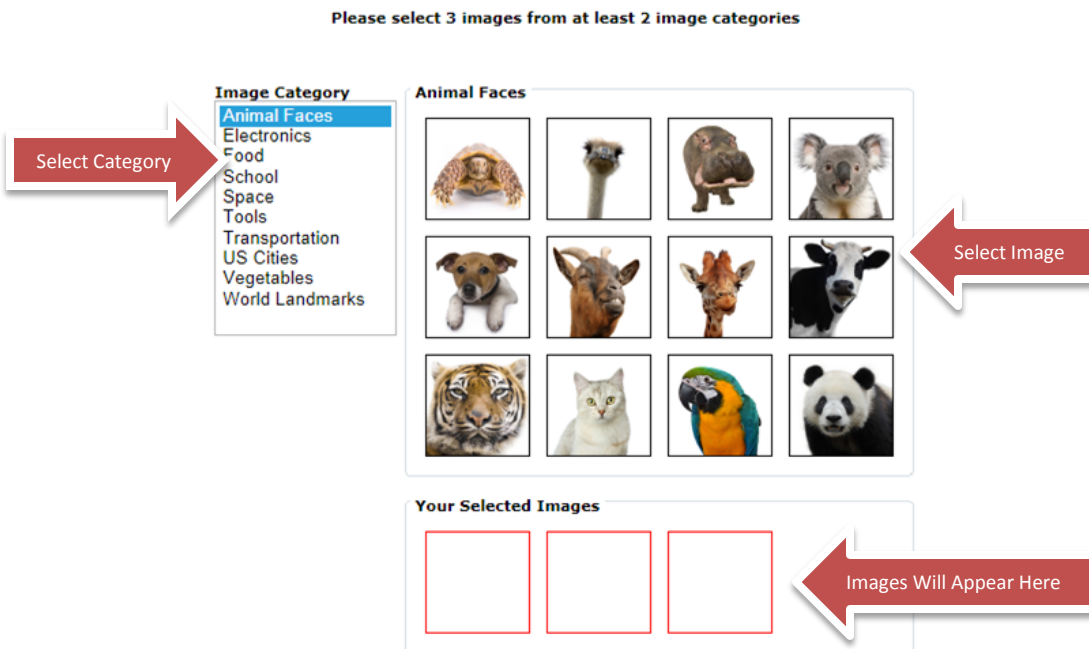 Please select 3 images from at least 2 image categories
Image Category
Animal Faces
Electronics
Food
School
Space
Tools
Transportation
US Cities
Vegetables
World Landmarks
Select Category
Animal Faces
Select Image
Your Selected Images
Images Will Appear Here